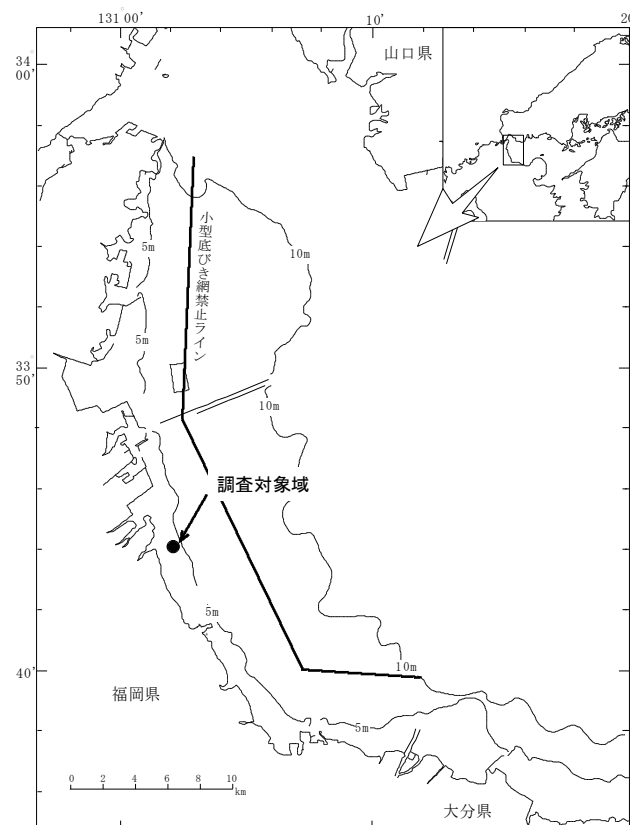 131 00'
10'
20
34
00'
山口県
小型底びき網禁止ライン
5m
10m
5m
33
50'
10m
調査対象域
5m
10m
40'
福岡県
5m
0 2 4 6 8 10
km
大分県